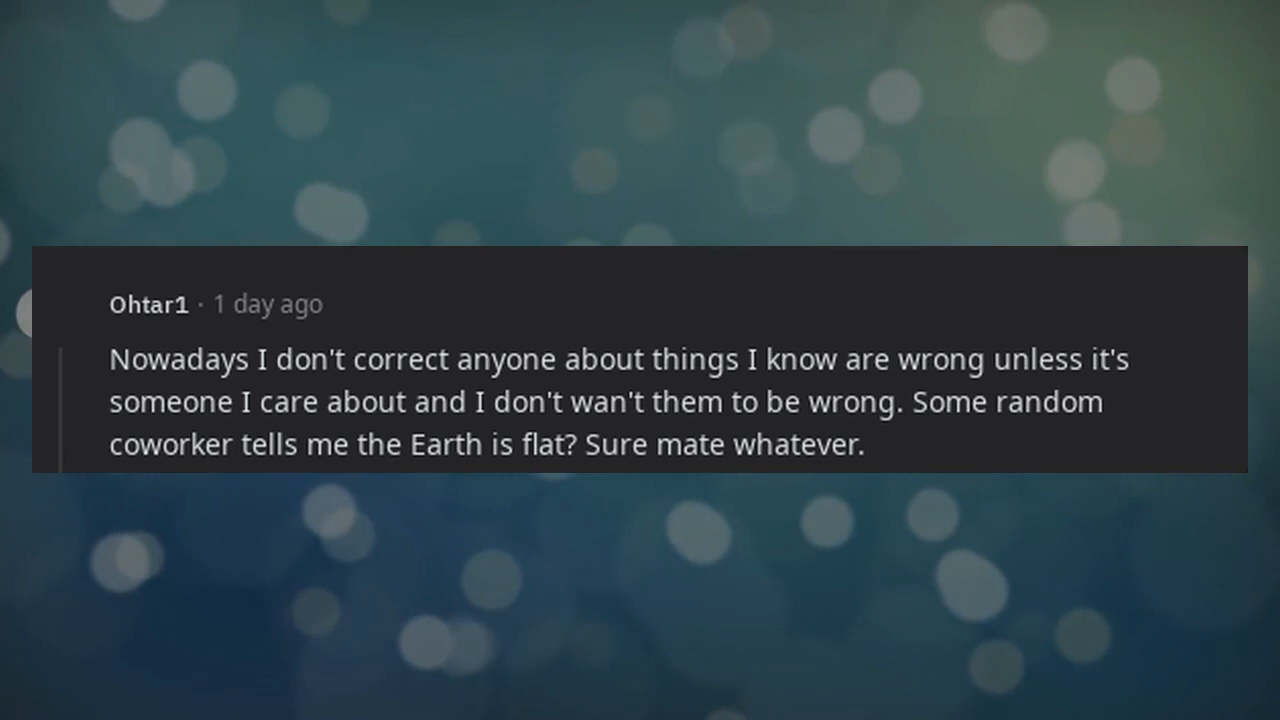 Ohtar1 · 1 day ago
Nowadays I don't correct anyone about things I know are wrong unless it's
someone I care about and I don't wan't them to be wrong. Some random
coworker tells me the Earth is flat? Sure mate whatever.